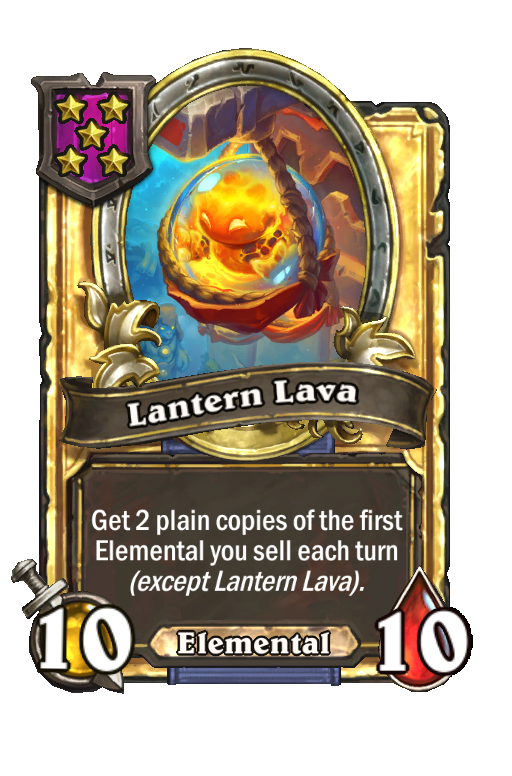 Lantern Lava
Get 2 plain copies of the first
Elemental you sell each turn
(except Lantern Lava).
10
Elemental
10